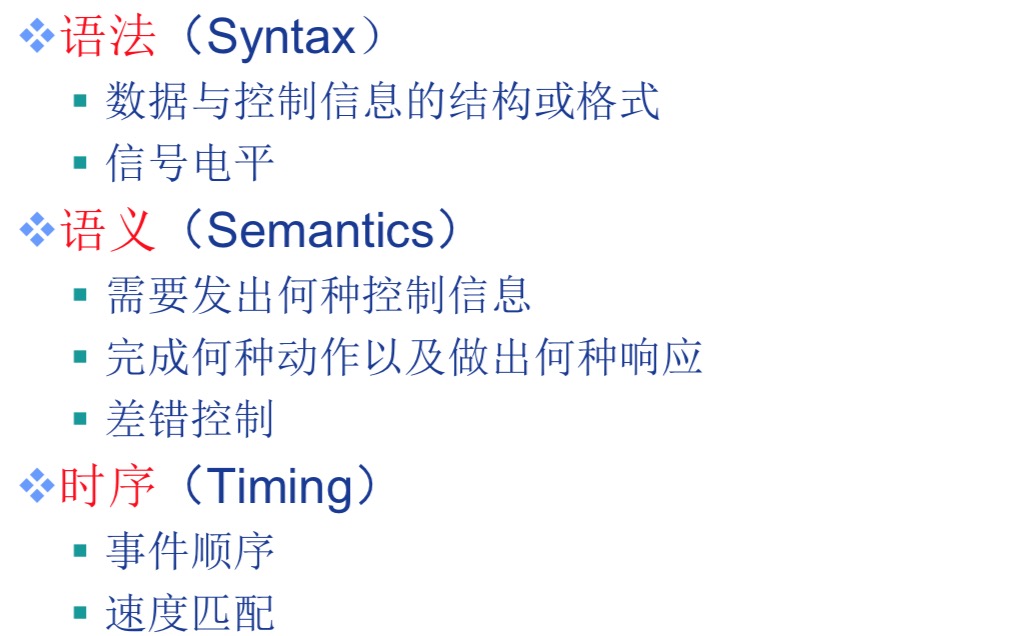 语法（Syntax）
数据与控制信息的结构或格式
信号电平
语义（Semantics）
需要发出何种控制信息
完成何种动作以及做出何种响应
差错控制
时序（Timing）
事件顺序
速度匹配